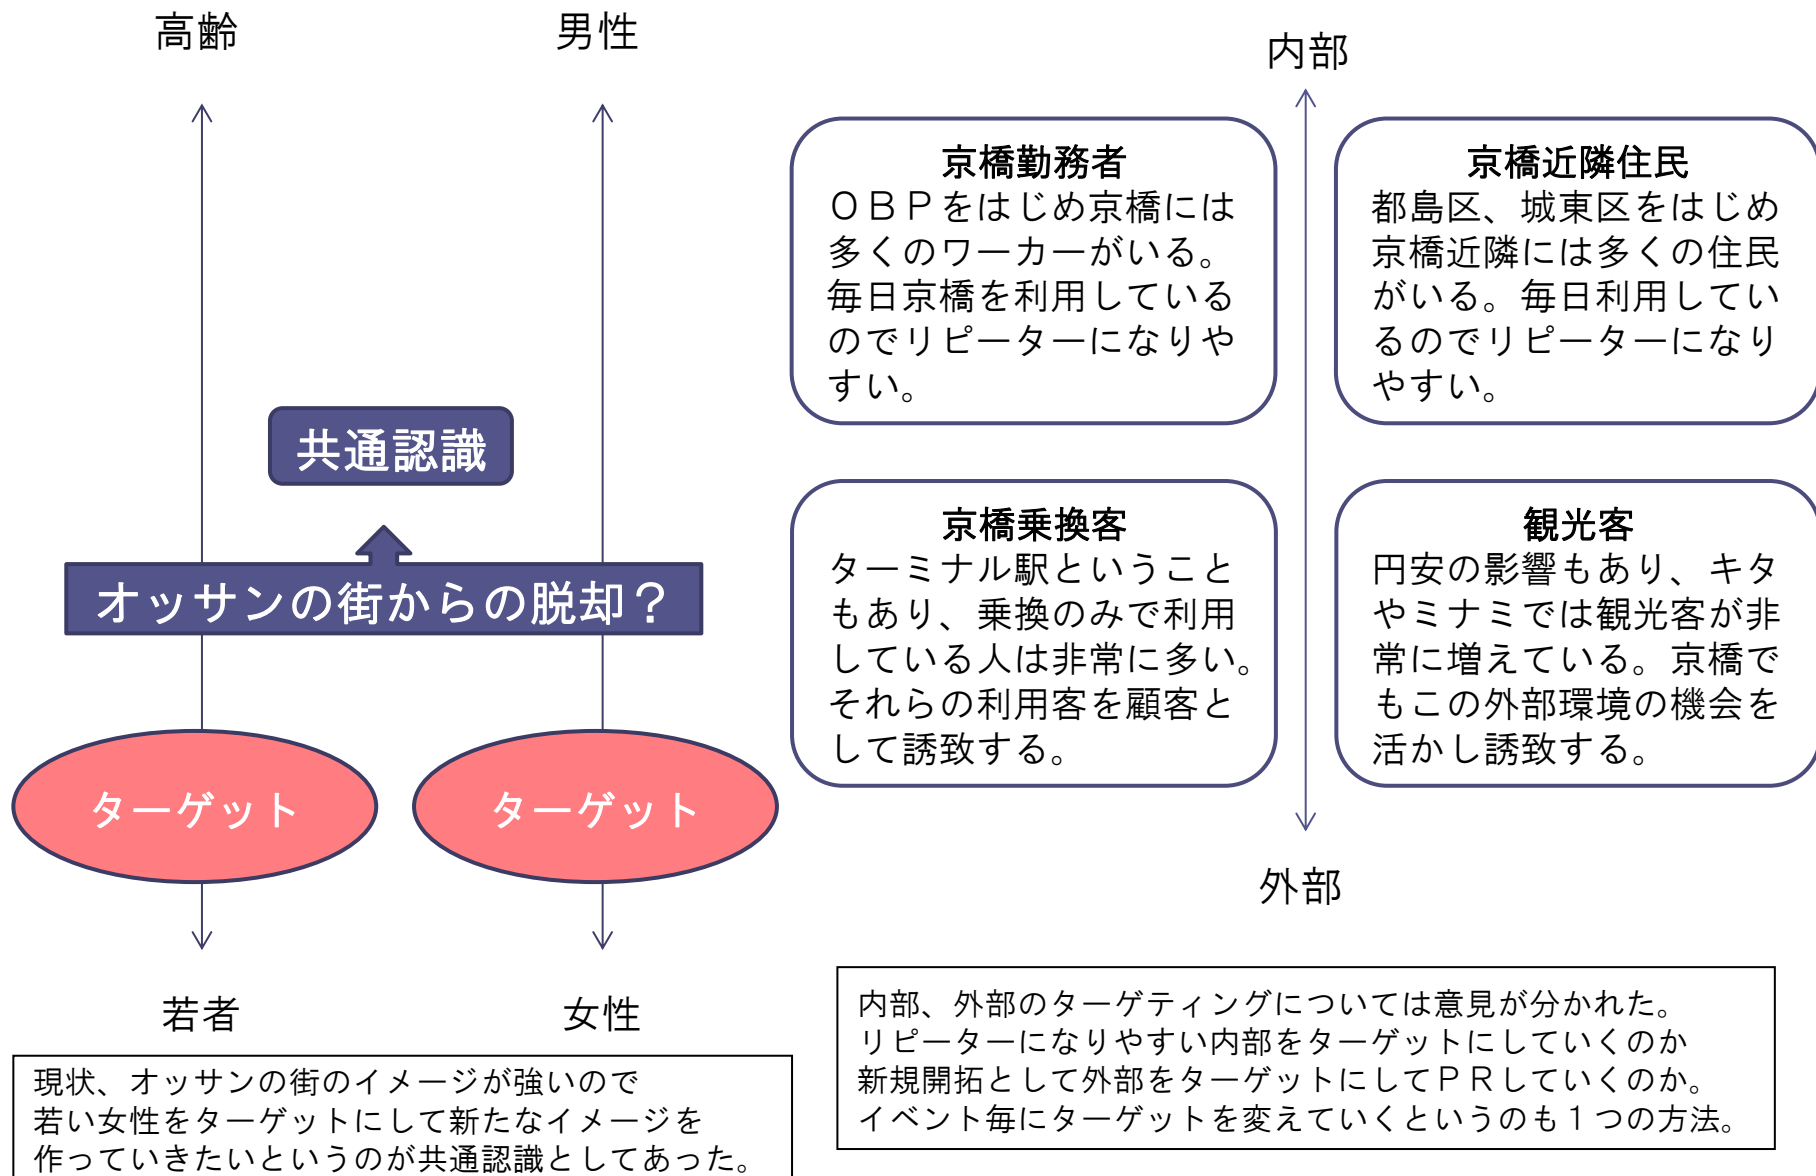 高齢
男性
共通認識
オッサンの街からの脱却？
ターゲット
ターゲット
若者
女性
現状、オッサンの街のイメージが強いので
若い女性をターゲットにして新たなイメージを
作っていきたいというのが共通認識としてあった。
内部
京橋勤務者
ＯＢＰをはじめ京橋には
多くのワーカーがいる。
毎日京橋を利用している
のでリピーターになりや
すい。
京橋近隣住民
都島区、城東区をはじめ
京橋近隣には多くの住民
がいる。毎日利用してい
るのでリピーターになり
やすい。
京橋乗換客
ターミナル駅ということ
もあり、乗換のみで利用
している人は非常に多い。
それらの利用客を顧客と
して誘致する。
観光客
円安の影響もあり、キタ
やミナミでは観光客が非
常に増えている。京橋で
もこの外部環境の機会を
活かし誘致する。
外部
内部、外部のターゲティングについては意見が分かれた。
リピーターになりやすい内部をターゲットにしていくのか
新規開拓として外部をターゲットにしてＰＲしていくのか。
イベント毎にターゲットを変えていくというのも１つの方法。